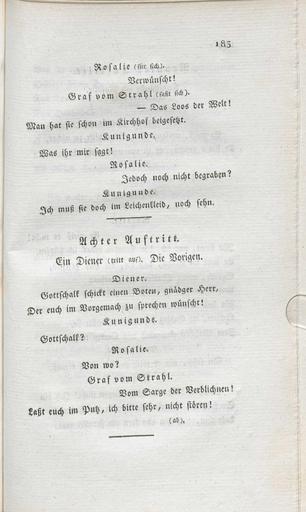 185
Rosalie (für sich).
Verwünscht!
Graf vom Strahl (faßt sich).
— Das Loos der Welt!
Man hat sie schon im Kirchhof beigesetzt.
Kunigunde.
Was ihr mir sagt!
Rosalie.
Jedoch noch nicht begraben?
Kunigunde.
Ich muß sie doch im Leichenkleid, noch sehn.
Achter Auftritt.
Ein Diener (tritt auf). Die Vorigen.
Diener.
Gottschalk schickt einen Boten, gnädger Herr,
Der euch im Vorgemach zu sprechen wünscht!
Kunigunde.
Gottschalk?
Rosalie.
Von wo?
Graf vom Strahl.
Vom Sarge der Verblichnen!
Laßt euch im Putz, ich bitte sehr, nicht stören!
(ab).